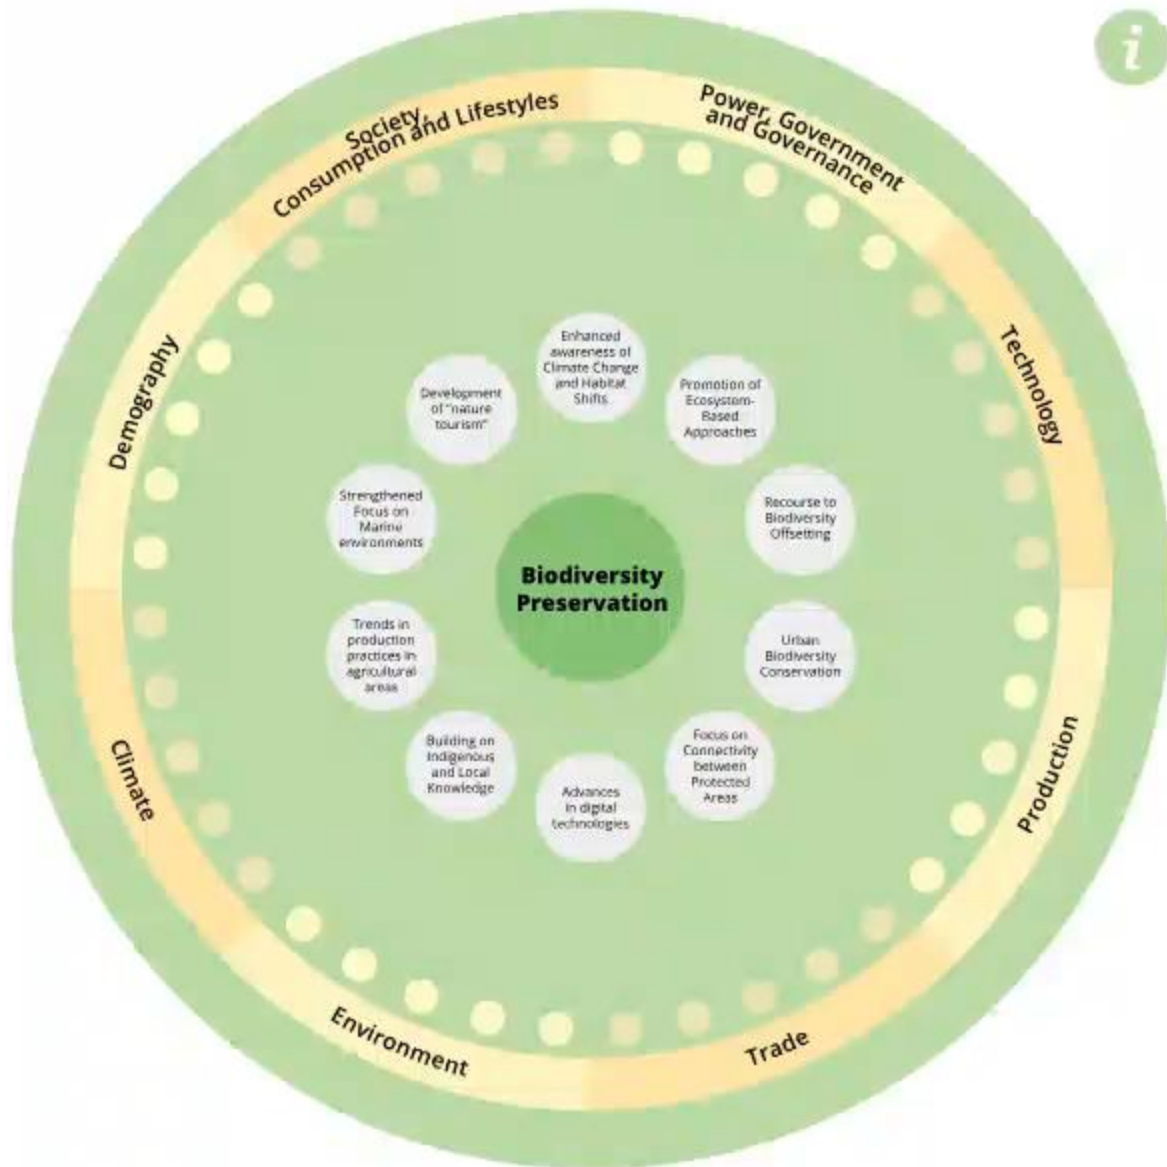 i
Society,
Consumption and Lifestyles
Power, Government
and Governance
Technology
Production
Trade
Environment
Climate
Demography
Enhanced
awareness of
Climate Change
and Habitat
Shifts
Promotion of
Ecosystem-
Based
Approaches
Recourse to
Biodiversity
Offsetting
Urban
Biodiversity
Conservation
Focus on
Connectivity
between
Protected
Areas
Advances
in digital
technologies
Building on
Indigenous
and Local
Knowledge
Trends in
production
practices in
agricultural
areas
Strengthened
Focus on
Marine
environments
Development
of "nature
tourism"
Biodiversity
Preservation